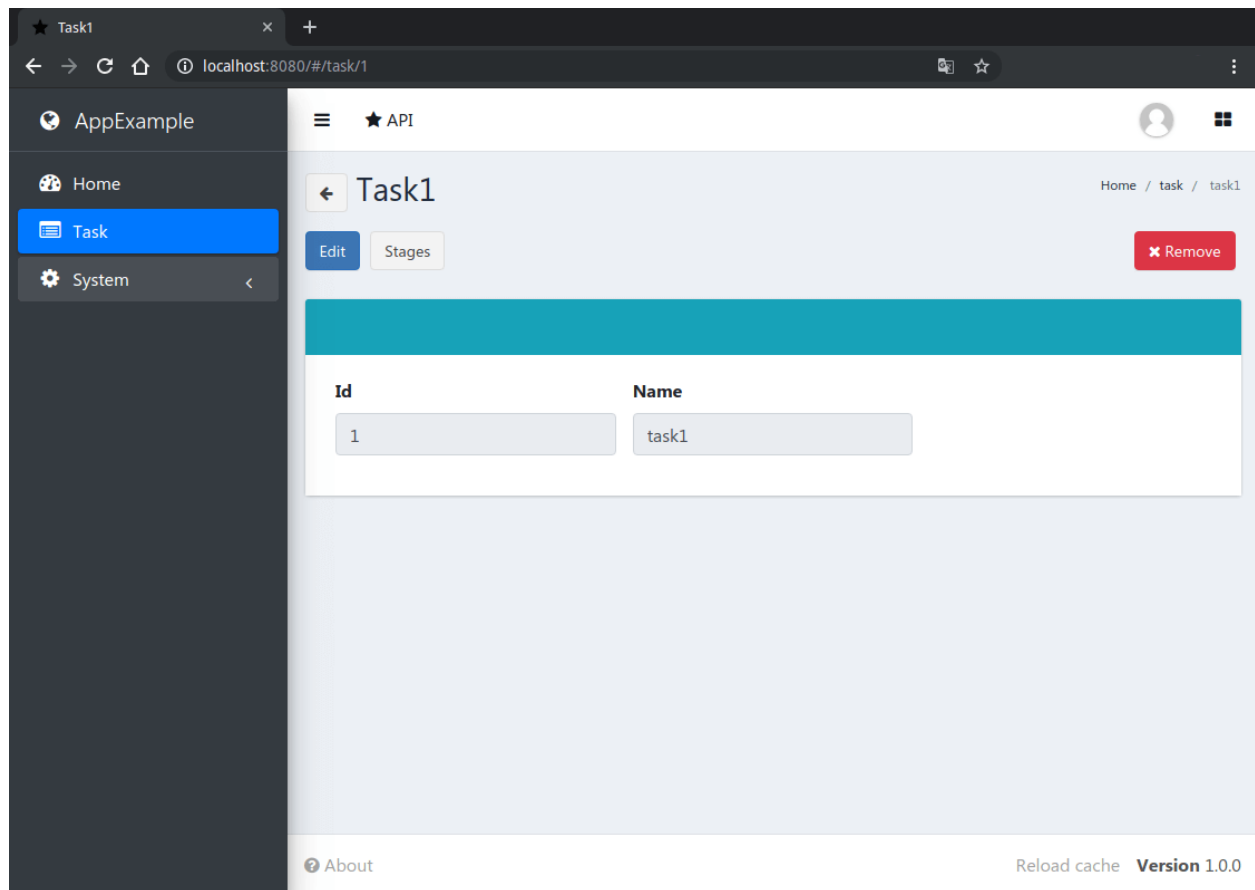 Task1
localhost:8080/#/task/1
AppExample
API
Home
Task
System
Task1
Home / task / task1
Edit
Stages
Remove
Id
Name
1
task1
About
Reload cache Version 1.0.0